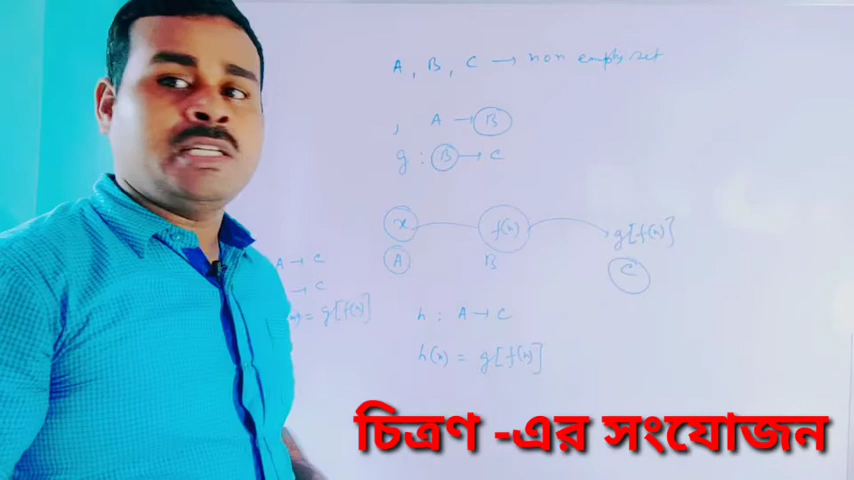 A, B, C → non empty set
, A → B
g : B → C
x f(x) g[f(x)]
A B C
A → C
→ C
= g[f(x)]
h : A → C
h(x) = g[f(x)]
চিত্রণ -এর সংযোজন